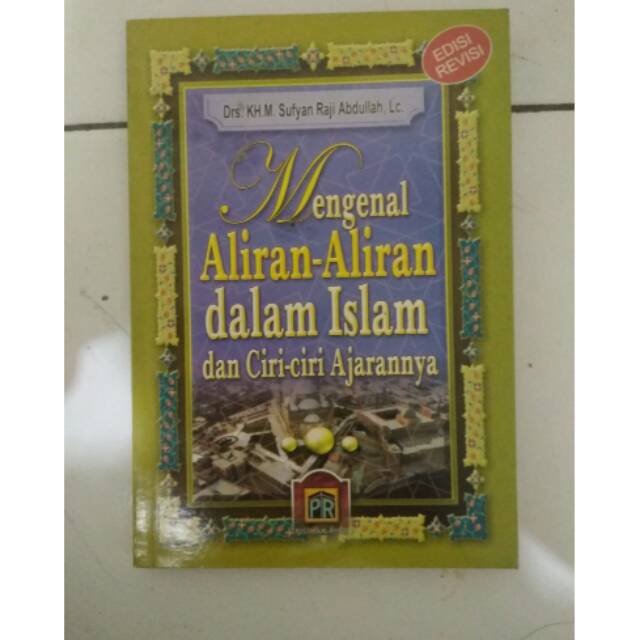 EDISI
REVISI
Drs. KH.M. Sufyan Raji Abdullah, Lc.
Mengenal
Aliran-Aliran
dalam Islam
dan Ciri-ciri Ajarannya
PR